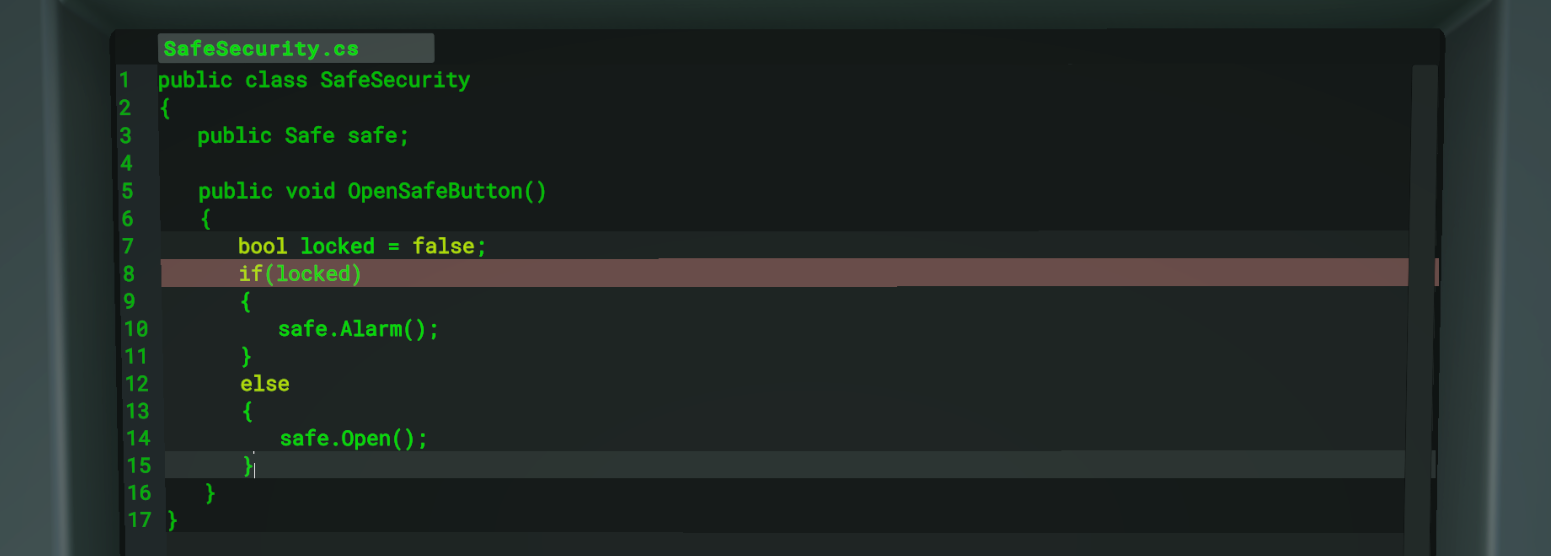 SafeSecurity.cs
1 public class SafeSecurity
2 {
3 public Safe safe;
4
5 public void OpenSafeButton()
6 {
7 bool locked = false;
8 if(locked)
9 {
10 safe.Alarm();
11 }
12 else
13 {
14 safe.Open();
15 }
16 }
17 }